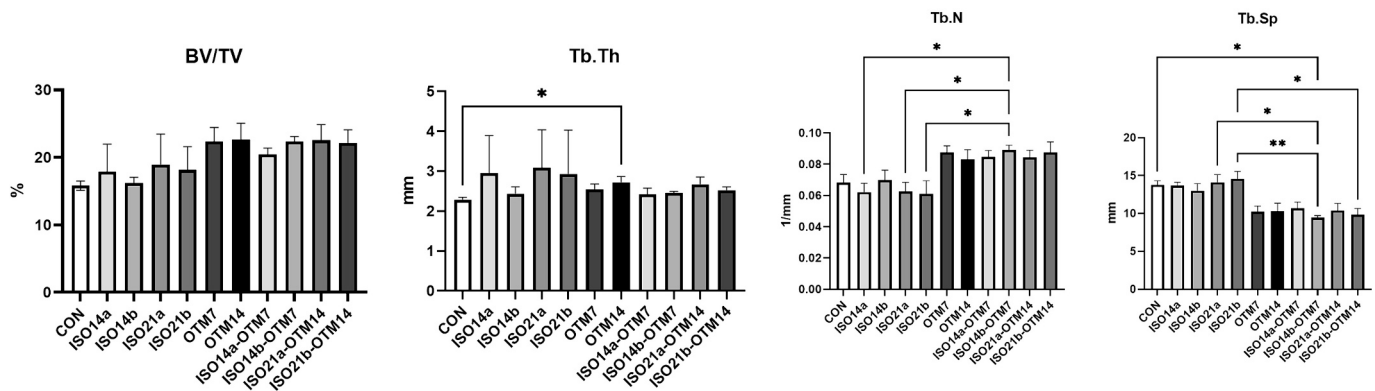 BV/TV
%
30
20
10
0
CON
ISO14a
ISO14b
ISO21a
ISO21b
OTM7
OTM14
ISO14a-OTM7
ISO14b-OTM7
ISO21a-OTM14
ISO21b-OTM14
Tb.Th
mm
5
4
3
2
1
0
*
CON
ISO14a
ISO14b
ISO21a
ISO21b
OTM7
OTM14
ISO14a-OTM7
ISO14b-OTM7
ISO21a-OTM14
ISO21b-OTM14
Tb.N
1/mm
0.10
0.08
0.06
0.04
0.02
0.00
*
*
*
CON
ISO14a
ISO14b
ISO21a
ISO21b
OTM7
OTM14
ISO14a-OTM7
ISO14b-OTM7
ISO21a-OTM14
ISO21b-OTM14
Tb.Sp
mm
20
15
10
5
0
*
*
*
**
CON
ISO14a
ISO14b
ISO21a
ISO21b
OTM7
OTM14
ISO14a-OTM7
ISO14b-OTM7
ISO21a-OTM14
ISO21b-OTM14